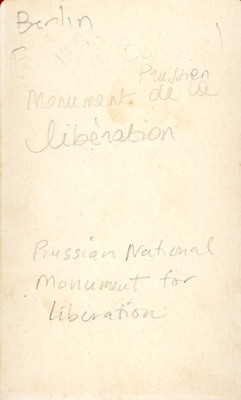 Berlin
Prussien
Monument de la
libération
Prussian National
Monument for
liberation